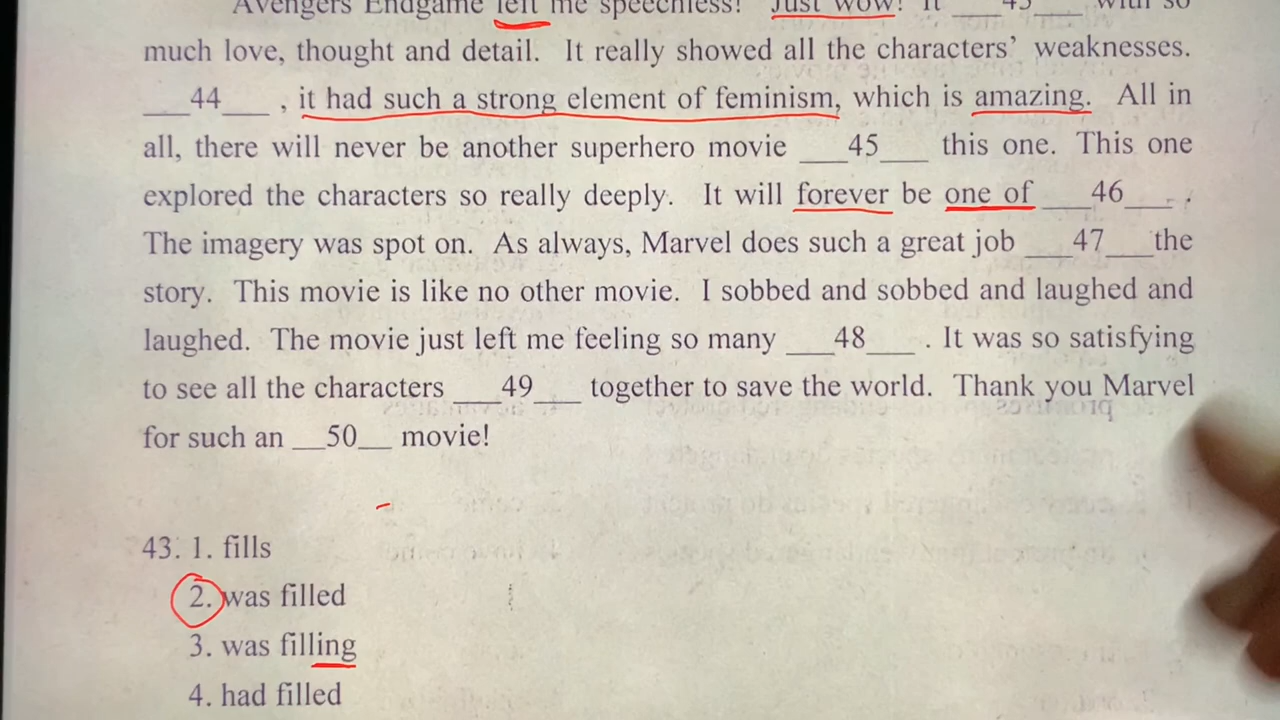 Avengers Endgame left me speechless! Just wow! It ___43___ with so
much love, thought and detail. It really showed all the characters' weaknesses.
___44___ , it had such a strong element of feminism, which is amazing. All in
all, there will never be another superhero movie ___45___ this one. This one
explored the characters so really deeply. It will forever be one of ___46___ .
The imagery was spot on. As always, Marvel does such a great job ___47___the
story. This movie is like no other movie. I sobbed and sobbed and laughed and
laughed. The movie just left me feeling so many ___48___ . It was so satisfying
to see all the characters ___49___ together to save the world. Thank you Marvel
for such an __50__ movie!
43. 1. fills
2. was filled
3. was filling
4. had filled